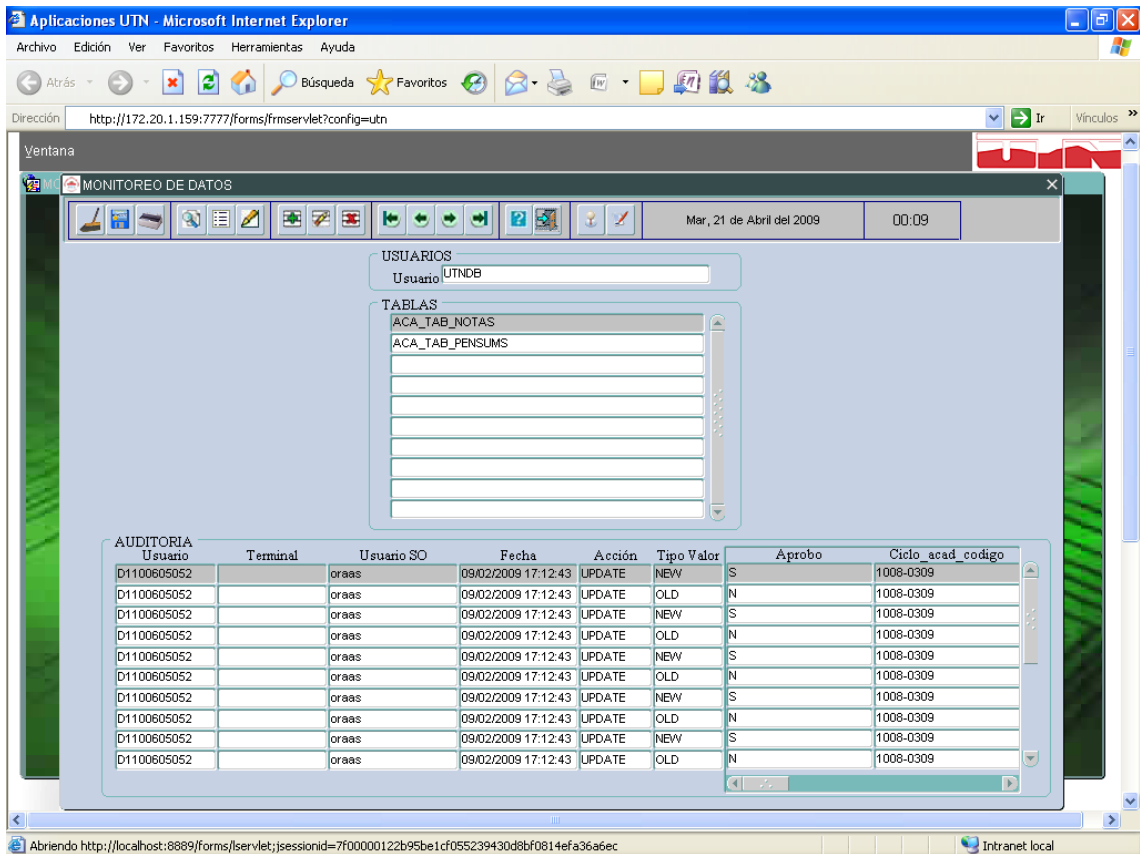 Aplicaciones UTN - Microsoft Internet Explorer
Archivo Edición Ver Favoritos Herramientas Ayuda
Atrás Búsqueda Favoritos
Dirección http://172.20.1.159:7777/forms/frmservlet?config=utn Ir Vínculos »
Ventana
MONITOREO DE DATOS
Mar, 21 de Abril del 2009 00:09
USUARIOS
Usuario UTNDB
TABLAS
ACA_TAB_NOTAS
ACA_TAB_PENSUMS
AUDITORIA
Usuario Terminal Usuario SO Fecha Acción Tipo Valor Aprobo Ciclo_acad_codigo
D1100605052 oraas 09/02/2009 17:12:43 UPDATE NEW S 1008-0309
D1100605052 oraas 09/02/2009 17:12:43 UPDATE OLD N 1008-0309
D1100605052 oraas 09/02/2009 17:12:43 UPDATE NEW S 1008-0309
D1100605052 oraas 09/02/2009 17:12:43 UPDATE OLD N 1008-0309
D1100605052 oraas 09/02/2009 17:12:43 UPDATE NEW S 1008-0309
D1100605052 oraas 09/02/2009 17:12:43 UPDATE OLD N 1008-0309
D1100605052 oraas 09/02/2009 17:12:43 UPDATE NEW S 1008-0309
D1100605052 oraas 09/02/2009 17:12:43 UPDATE OLD N 1008-0309
D1100605052 oraas 09/02/2009 17:12:43 UPDATE NEW S 1008-0309
D1100605052 oraas 09/02/2009 17:12:43 UPDATE OLD N 1008-0309
Abriendo http://localhost:8889/forms/lservlet;jsessionid=7f00000122b95be1cf055239430d8bf0814efa36a6ec Intranet local